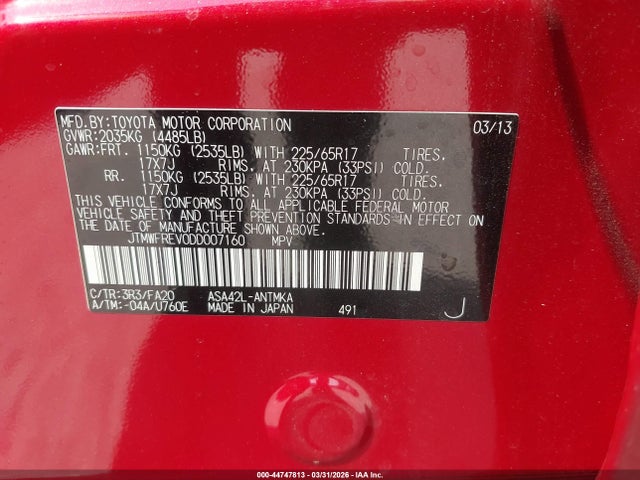 MFD.BY:TOYOTA MOTOR CORPORATION 03/13
GVWR:2035KG (4485LB)
GAWR:FRT. 1150KG (2535LB) WITH 225/65R17 TIRES.
17X7J RIMS. AT 230KPA (33PSI) COLD.
RR. 1150KG (2535LB) WITH 225/65R17 TIRES.
17X7J RIMS. AT 230KPA (33PSI) COLD.
THIS VEHICLE CONFORMS TO ALL APPLICABLE FEDERAL MOTOR
VEHICLE SAFETY AND THEFT PREVENTION STANDARDS IN EFFECT
ON THE DATE OF MANUFACTURE SHOWN ABOVE.
JTMWFREV0DD007160 MPV
C/TR:3R3/FA20 ASA42L-ANTMKA
A/TM:-04A/U760E MADE IN JAPAN 491 J
000-44747813 - 03/31/2026 - IAA Inc.